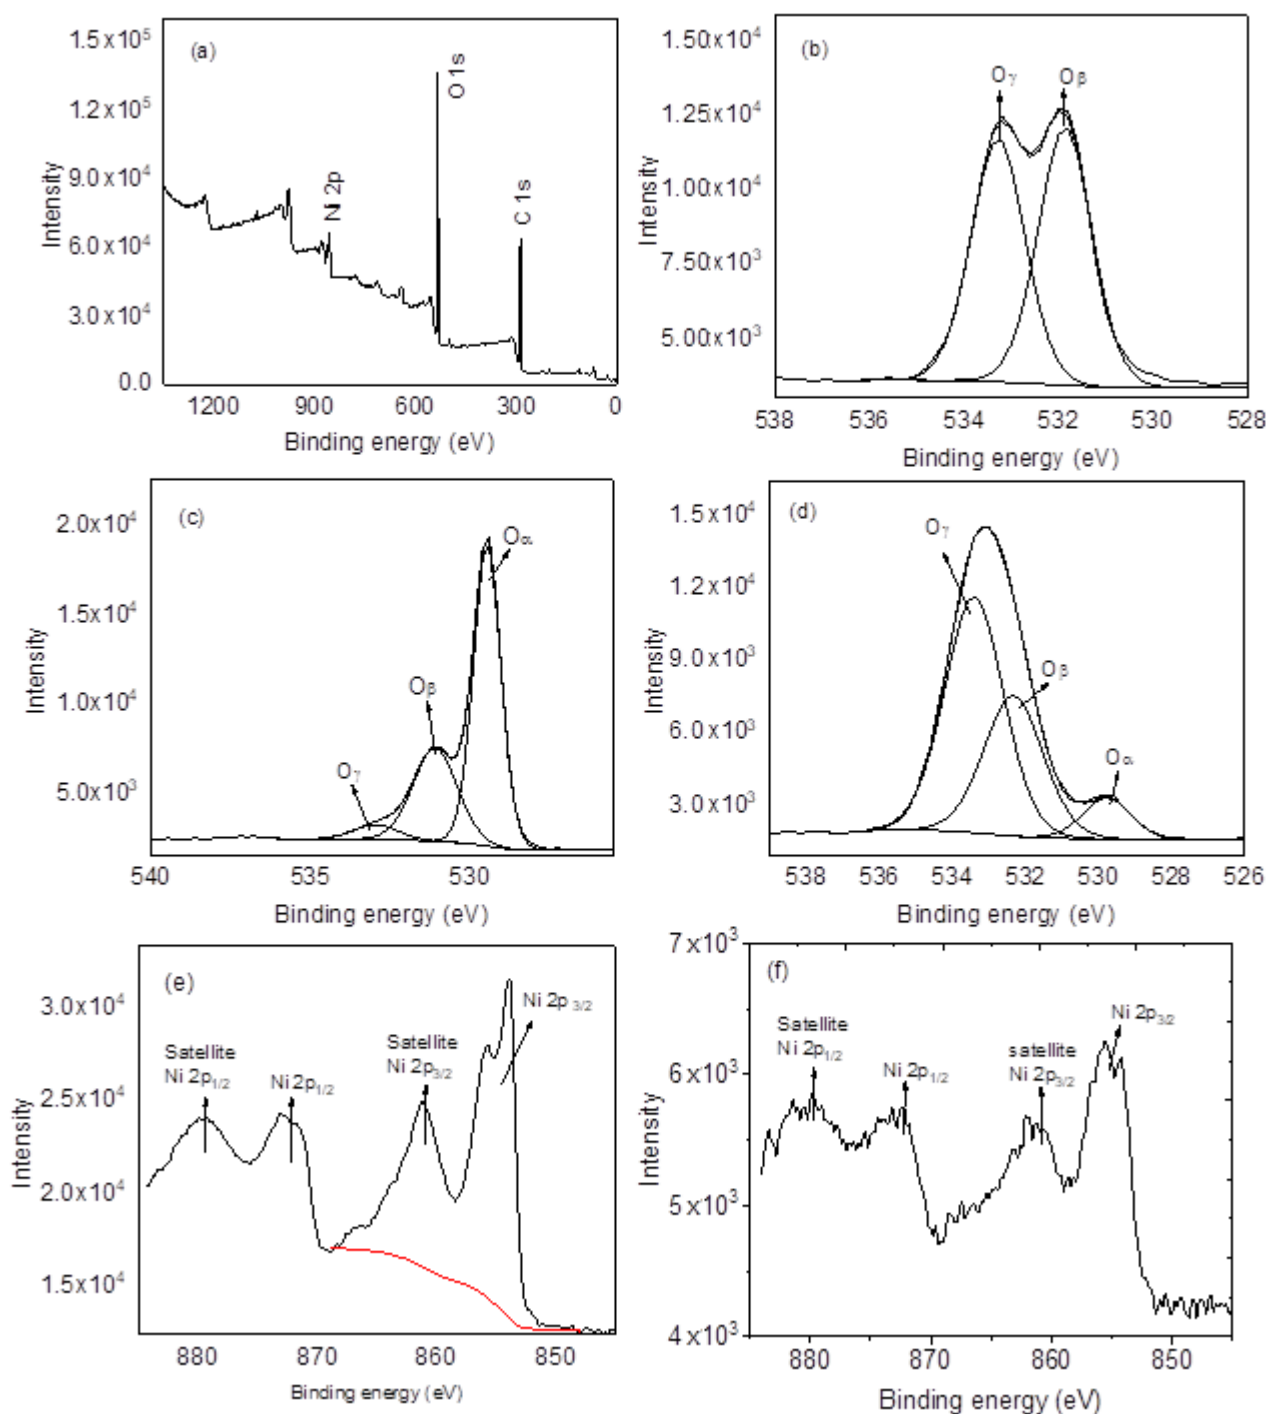 (a)
1.5x10⁵
1.2x10⁵
9.0x10⁴
6.0x10⁴
3.0x10⁴
0.0
Intensity
Ni 2p
O 1s
C 1s
1200 900 600 300 0
Binding energy (eV)
(b)
1.50x10⁴
1.25x10⁴
1.00x10⁴
7.50x10³
5.00x10³
Intensity
Oγ Oβ
538 536 534 532 530 528
Binding energy (eV)
(c)
2.0x10⁴
1.5x10⁴
1.0x10⁴
5.0x10³
Intensity
Oα
Oβ
Oγ
540 535 530
Binding energy (eV)
(d)
1.5x10⁴
1.2x10⁴
9.0x10³
6.0x10³
3.0x10³
Intensity
Oγ
Oβ
Oα
538 536 534 532 530 528 526
Binding energy (eV)
(e)
3.0x10⁴
2.5x10⁴
2.0x10⁴
1.5x10⁴
Intensity
Satellite
Ni 2p1/2
Ni 2p1/2
Satellite
Ni 2p3/2
Ni 2p3/2
880 870 860 850
Binding energy (eV)
(f)
7x10³
6x10³
5x10³
4x10³
Intensity
Satellite
Ni 2p1/2
Ni 2p1/2
satellite
Ni 2p3/2
Ni 2p3/2
880 870 860 850
Binding energy (eV)